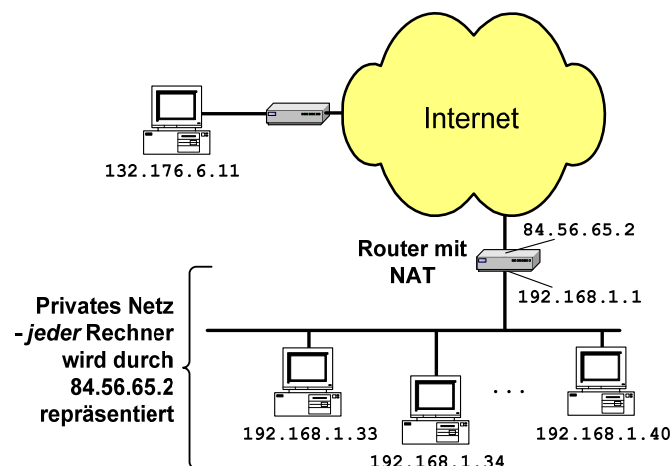 Internet
132.176.6.11
84.56.65.2
Router mit
NAT
192.168.1.1
Privates Netz
- jeder Rechner
wird durch
84.56.65.2
repräsentiert
. . .
192.168.1.33
192.168.1.40
192.168.1.34